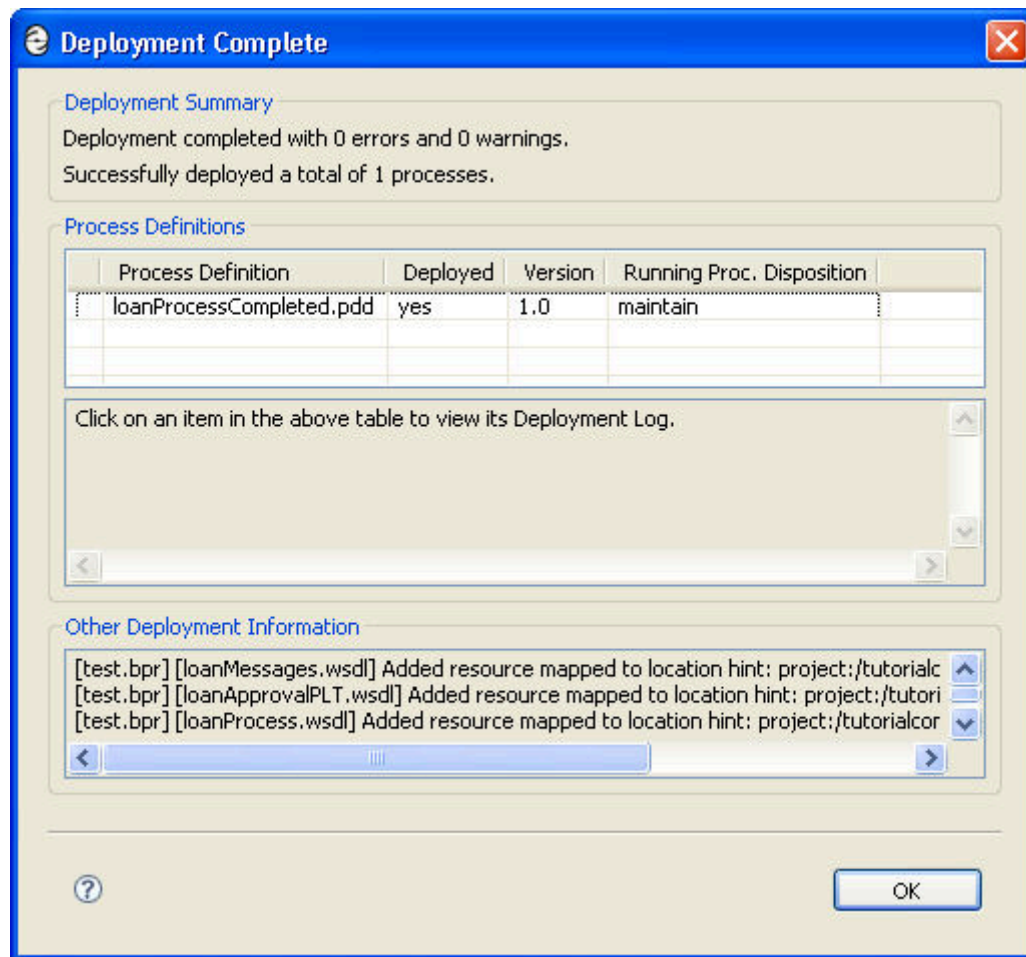 Deployment Complete
Deployment Summary
Deployment completed with 0 errors and 0 warnings.
Successfully deployed a total of 1 processes.
Process Definitions
Process Definition Deployed Version Running Proc. Disposition
loanProcessCompleted.pdd yes 1.0 maintain
Click on an item in the above table to view its Deployment Log.
Other Deployment Information
[test.bpr] [loanMessages.wsdl] Added resource mapped to location hint: project:/tutorialc
[test.bpr] [loanApprovalPLT.wsdl] Added resource mapped to location hint: project:/tutori
[test.bpr] [loanProcess.wsdl] Added resource mapped to location hint: project:/tutorialcor
?
OK